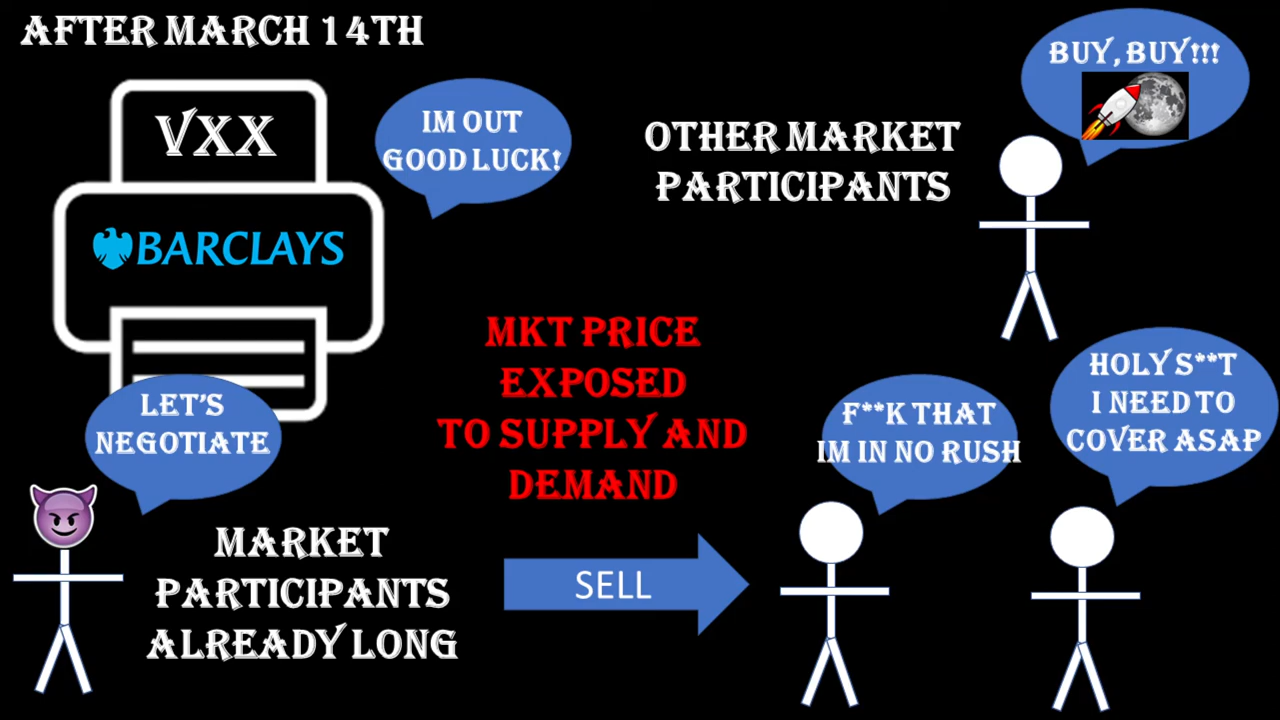 AFTER MARCH 14TH
VXX
BARCLAYS
IM OUT
GOOD LUCK!
OTHER MARKET
PARTICIPANTS
BUY, BUY!!!
MKT PRICE
EXPOSED
TO SUPPLY AND
DEMAND
LET'S
NEGOTIATE
MARKET
PARTICIPANTS
ALREADY LONG
SELL
F**K THAT
IM IN NO RUSH
HOLY S**T
I NEED TO
COVER ASAP